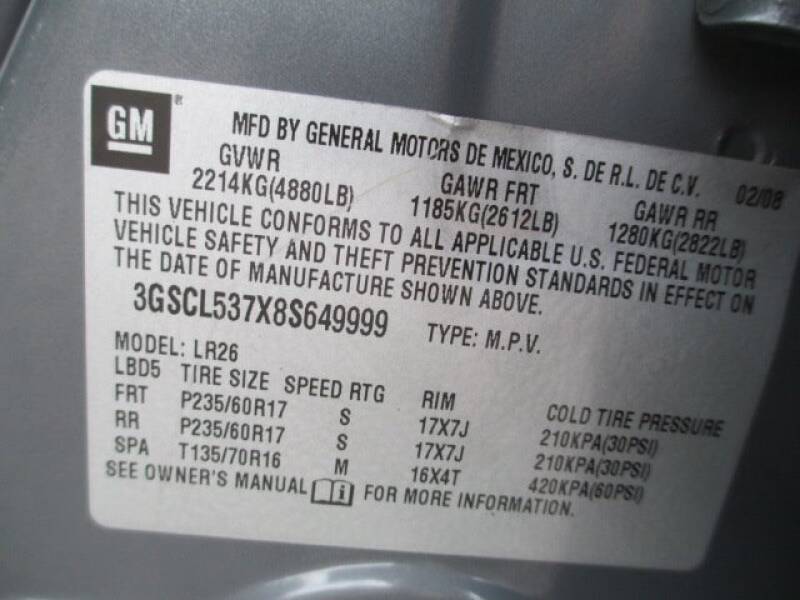 GM®
MFD BY GENERAL MOTORS DE MEXICO, S. DE R.L. DE C.V. 02/08
GVWR GAWR FRT GAWR RR
2214KG(4880LB) 1185KG(2612LB) 1280KG(2822LB)
THIS VEHICLE CONFORMS TO ALL APPLICABLE U.S. FEDERAL MOTOR
VEHICLE SAFETY AND THEFT PREVENTION STANDARDS IN EFFECT ON
THE DATE OF MANUFACTURE SHOWN ABOVE.
3GSCL537X8S649999 TYPE: M.P.V.
MODEL: LR26
LBD5 TIRE SIZE SPEED RTG RIM COLD TIRE PRESSURE
FRT P235/60R17 S 17X7J 210KPA(30PSI)
RR P235/60R17 S 17X7J 210KPA(30PSI)
SPA T135/70R16 M 16X4T 420KPA(60PSI)
SEE OWNER'S MANUAL i FOR MORE INFORMATION.